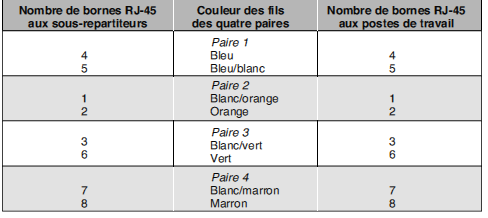 Nombre de bornes RJ-45 aux sous-repartiteurs | Couleur des fils des quatre paires | Nombre de bornes RJ-45 aux postes de travail
Paire 1
4 | Bleu | 4
5 | Bleu/blanc | 5
Paire 2
1 | Blanc/orange | 1
2 | Orange | 2
Paire 3
3 | Blanc/vert | 3
6 | Vert | 6
Paire 4
7 | Blanc/marron | 7
8 | Marron | 8